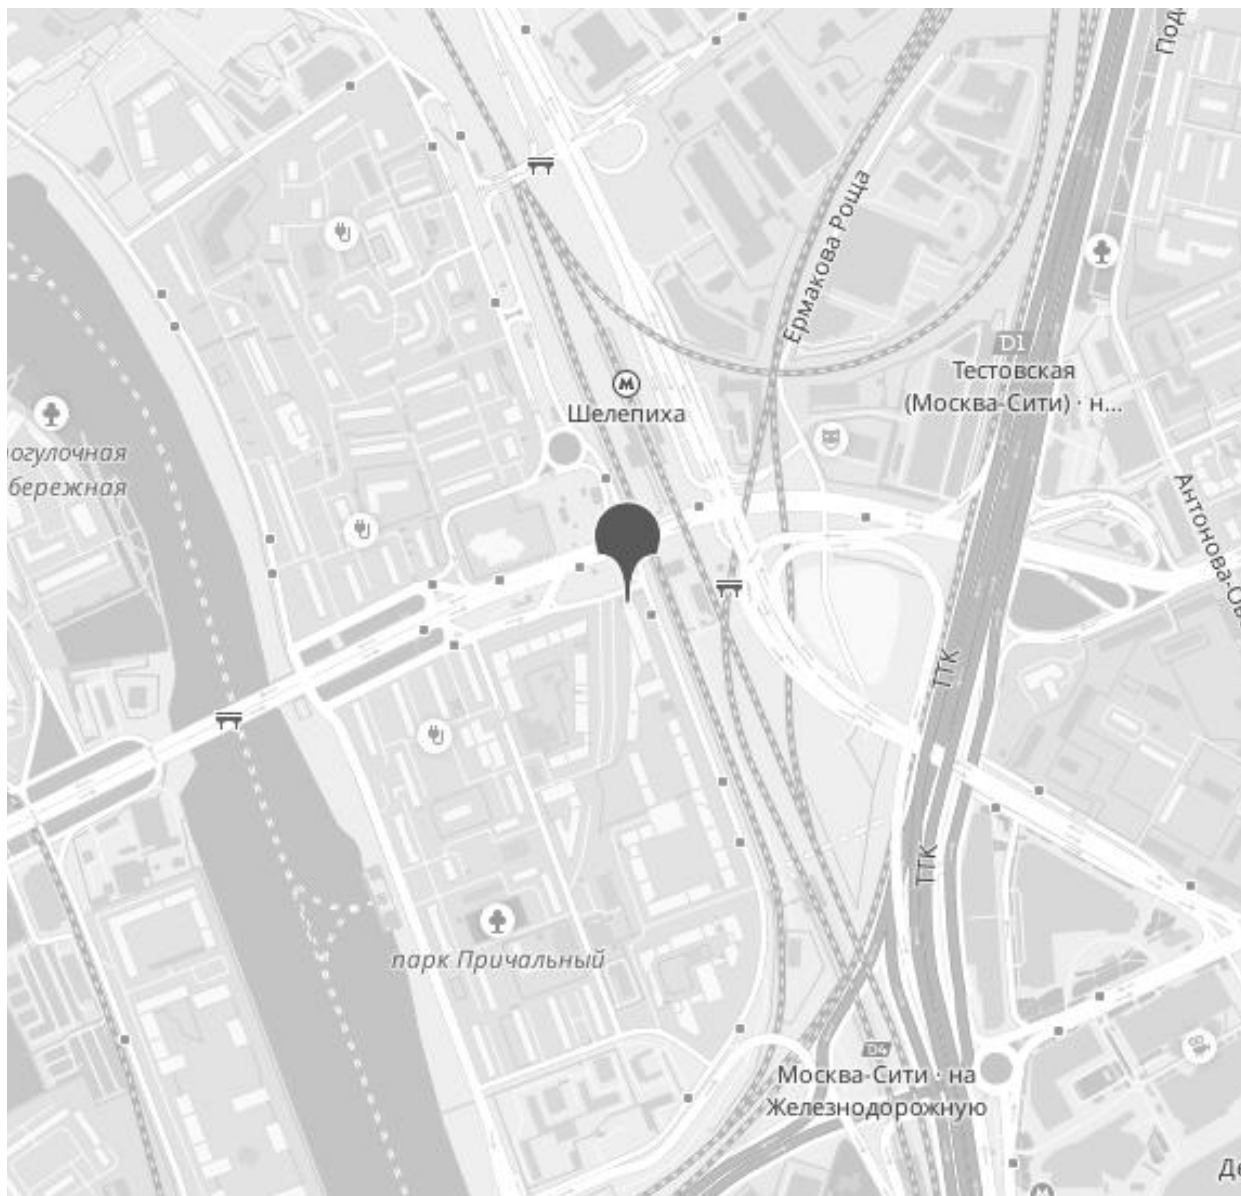 Под
Ермакова Роща
D1
Тестовская
(Москва-Сити) · н...
М
Шелепиха
огулочная
бережная
Антонова-Ов
ТТК
ТТК
парк Причальный
D4
Москва-Сити · на
Железнодорожную
Де